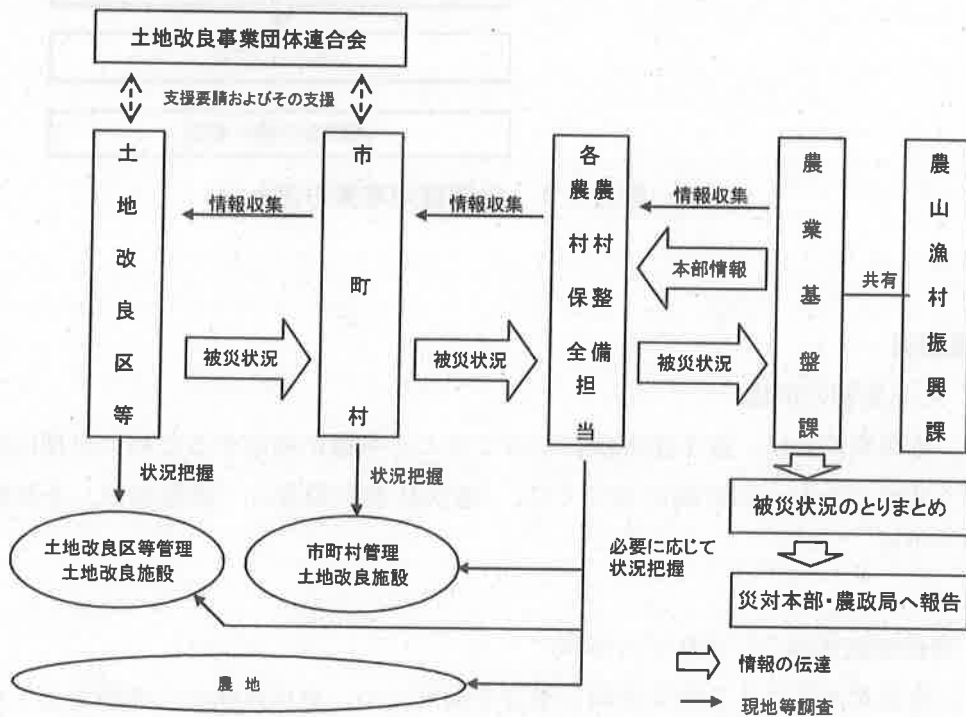 土地改良事業団体連合会
支援要請およびその支援
土地改良区等
市町村
各農村保全
農村整備担当
農業基盤課
農山漁村振興課
情報収集
情報収集
情報収集
本部情報
共有
被災状況
被災状況
被災状況
状況把握
状況把握
必要に応じて
状況把握
土地改良区等管理
土地改良施設
市町村管理
土地改良施設
農地
被災状況のとりまとめ
災対本部・農政局へ報告
情報の伝達
現地等調査